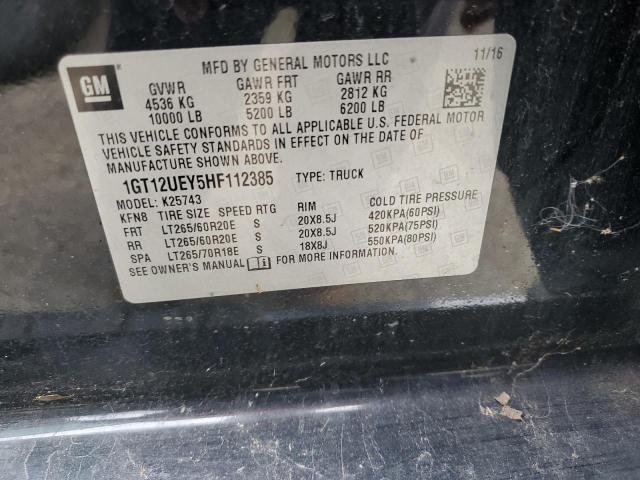 GM
MFD BY GENERAL MOTORS LLC 11/16
GVWR GAWR FRT GAWR RR
4536 KG 2359 KG 2812 KG
10000 LB 5200 LB 6200 LB
THIS VEHICLE CONFORMS TO ALL APPLICABLE U.S. FEDERAL MOTOR
VEHICLE SAFETY STANDARDS IN EFFECT ON THE DATE OF
MANUFACTURE SHOWN ABOVE.
1GT12UEY5HF112385 TYPE: TRUCK
MODEL: K25743
KFN8 TIRE SIZE SPEED RTG RIM COLD TIRE PRESSURE
FRT LT265/60R20E S 20X8.5J 420KPA(60PSI)
RR LT265/60R20E S 20X8.5J 520KPA(75PSI)
SPA LT265/70R18E S 18X8J 550KPA(80PSI)
SEE OWNER'S MANUAL FOR MORE INFORMATION.